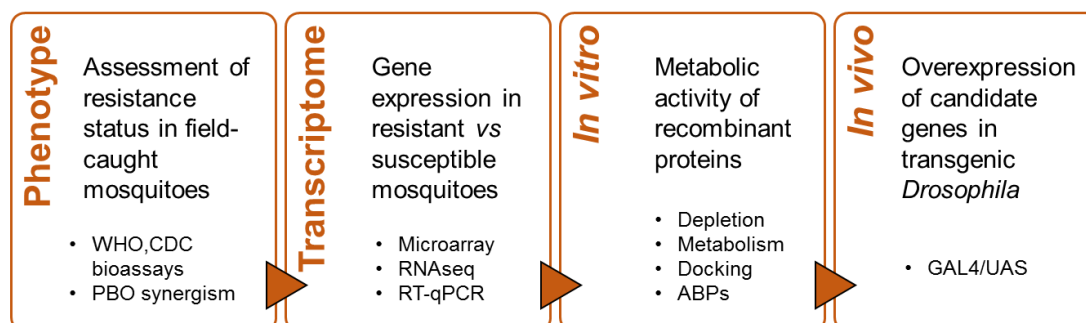 Phenotype
Assessment of
resistance
status in field-
caught
mosquitoes
• WHO,CDC
bioassays
• PBO synergism
Transcriptome
Gene
expression in
resistant vs
susceptible
mosquitoes
• Microarray
• RNAseq
• RT-qPCR
In vitro
Metabolic
activity of
recombinant
proteins
• Depletion
• Metabolism
• Docking
• ABPs
In vivo
Overexpression
of candidate
genes in
transgenic
Drosophila
• GAL4/UAS